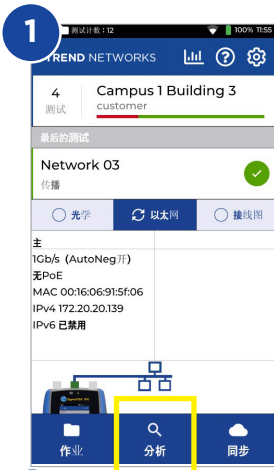 1
测试计数：12
100% 11:55
TREND NETWORKS
4
测试
Campus 1 Building 3
customer
最后的测试
Network 03
传播
光学
以太网
接线图
主
1Gb/s (AutoNeg开)
无PoE
MAC 00:16:06:91:5f:06
IPv4 172.20.20.139
IPv6 已禁用
作业
分析
同步